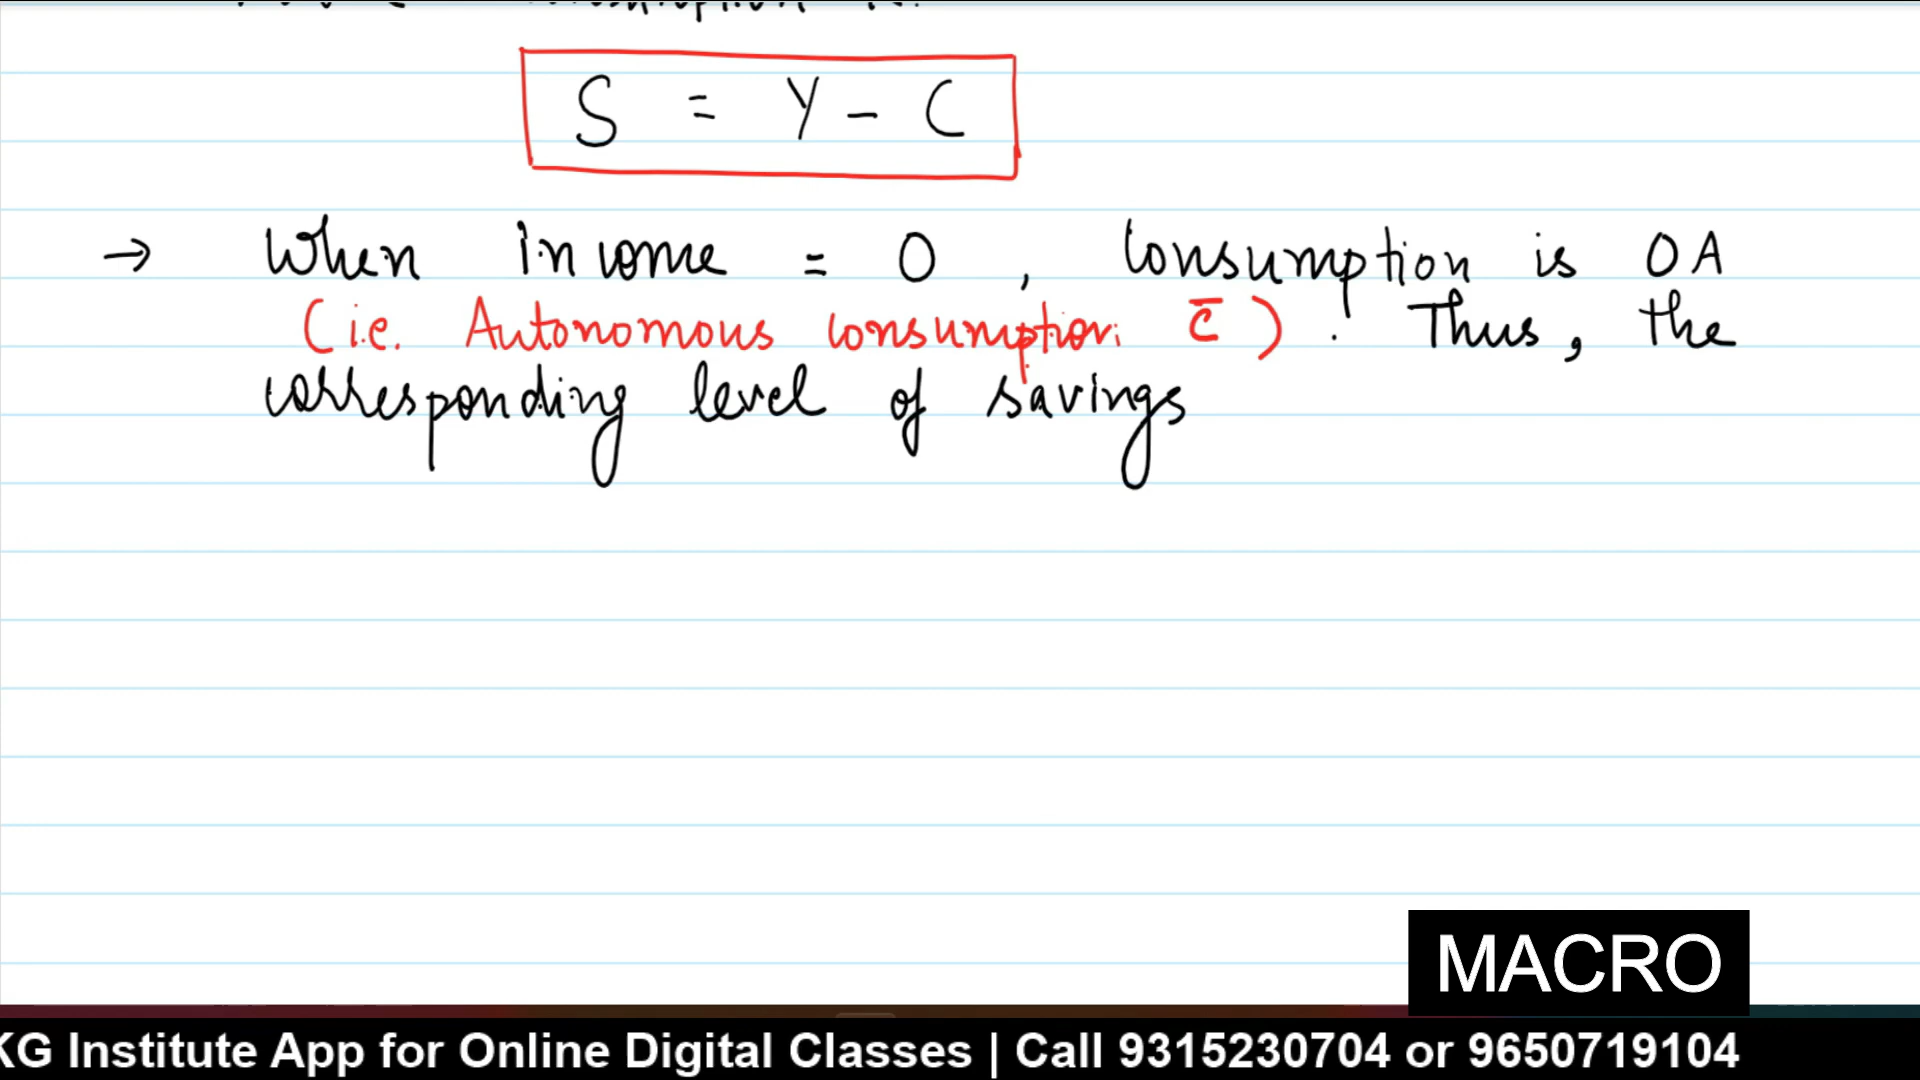 S = Y - C
→ When income = 0, Consumption is OA
(i.e. Autonomous consumption C̄). Thus, the
corresponding level of savings
MACRO
KG Institute App for Online Digital Classes | Call 9315230704 or 9650719104